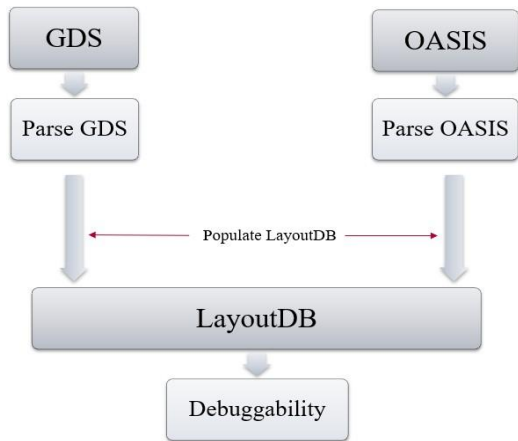 GDS
OASIS
Parse GDS
Parse OASIS
Populate LayoutDB
LayoutDB
Debuggability